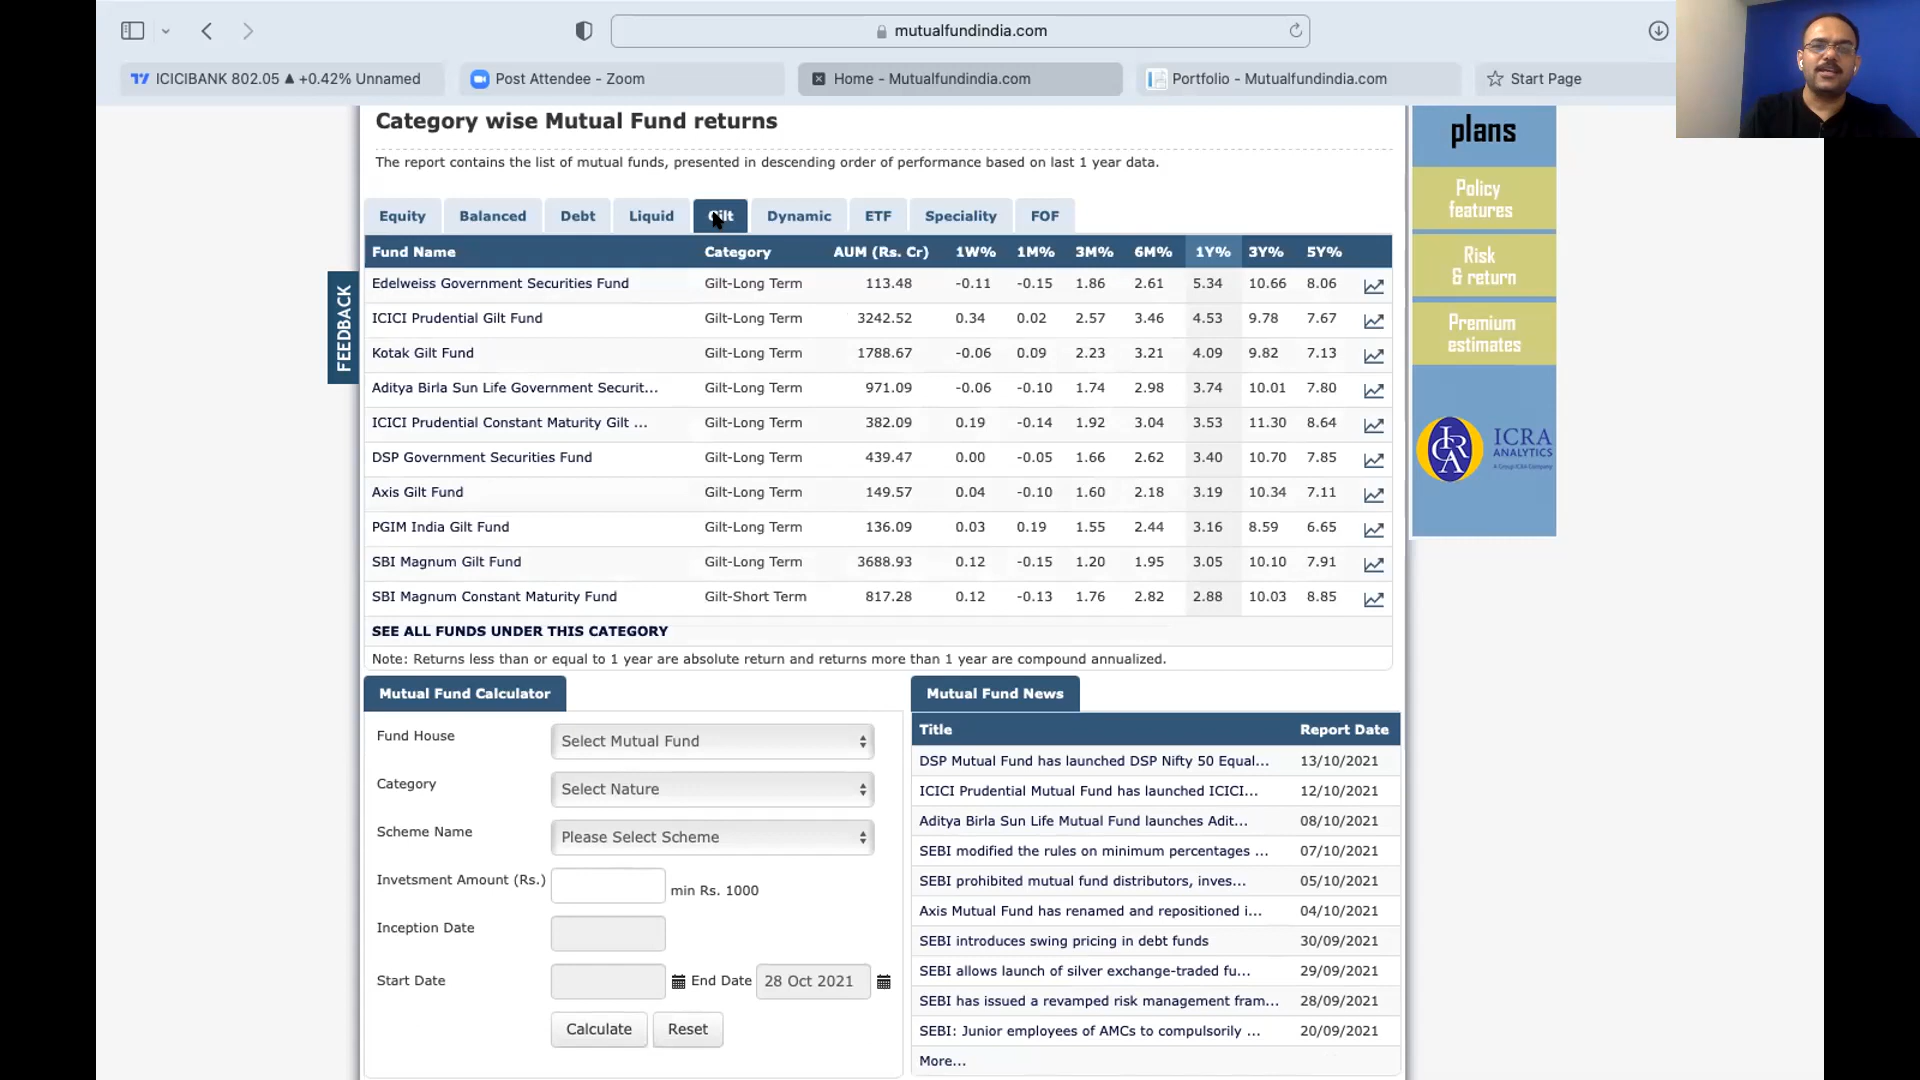 mutualfundindia.com
ICICIBANK 802.05 ▲ +0.42% Unnamed
Post Attendee - Zoom
Home - Mutualfundindia.com
Portfolio - Mutualfundindia.com
Start Page
Category wise Mutual Fund returns
The report contains the list of mutual funds, presented in descending order of performance based on last 1 year data.
Equity Balanced Debt Liquid Gilt Dynamic ETF Speciality FOF
Fund Name Category AUM (Rs. Cr) 1W% 1M% 3M% 6M% 1Y% 3Y% 5Y%
Edelweiss Government Securities Fund Gilt-Long Term 113.48 -0.11 -0.15 1.86 2.61 5.34 10.66 8.06
ICICI Prudential Gilt Fund Gilt-Long Term 3242.52 0.34 0.02 2.57 3.46 4.53 9.78 7.67
Kotak Gilt Fund Gilt-Long Term 1788.67 -0.06 0.09 2.23 3.21 4.09 9.82 7.13
Aditya Birla Sun Life Government Securit... Gilt-Long Term 971.09 -0.06 -0.10 1.74 2.98 3.74 10.01 7.80
ICICI Prudential Constant Maturity Gilt ... Gilt-Long Term 382.09 0.19 -0.14 1.92 3.04 3.53 11.30 8.64
DSP Government Securities Fund Gilt-Long Term 439.47 0.00 -0.05 1.66 2.62 3.40 10.70 7.85
Axis Gilt Fund Gilt-Long Term 149.57 0.04 -0.10 1.60 2.18 3.19 10.34 7.11
PGIM India Gilt Fund Gilt-Long Term 136.09 0.03 0.19 1.55 2.44 3.16 8.59 6.65
SBI Magnum Gilt Fund Gilt-Long Term 3688.93 0.12 -0.15 1.20 1.95 3.05 10.10 7.91
SBI Magnum Constant Maturity Fund Gilt-Short Term 817.28 0.12 -0.13 1.76 2.82 2.88 10.03 8.85
SEE ALL FUNDS UNDER THIS CATEGORY
Note: Returns less than or equal to 1 year are absolute return and returns more than 1 year are compound annualized.
FEEDBACK
plans
Policy
features
Risk
& return
Premium
estimates
ICRA
ICRA
ANALYTICS
A Group ICRA Company
Mutual Fund Calculator
Fund House Select Mutual Fund
Category Select Nature
Scheme Name Please Select Scheme
Invetsment Amount (Rs.) min Rs. 1000
Inception Date
Start Date End Date 28 Oct 2021
Calculate Reset
Mutual Fund News
Title Report Date
DSP Mutual Fund has launched DSP Nifty 50 Equal... 13/10/2021
ICICI Prudential Mutual Fund has launched ICICI... 12/10/2021
Aditya Birla Sun Life Mutual Fund launches Adit... 08/10/2021
SEBI modified the rules on minimum percentages ... 07/10/2021
SEBI prohibited mutual fund distributors, inves... 05/10/2021
Axis Mutual Fund has renamed and repositioned i... 04/10/2021
SEBI introduces swing pricing in debt funds 30/09/2021
SEBI allows launch of silver exchange-traded fu... 29/09/2021
SEBI has issued a revamped risk management fram... 28/09/2021
SEBI: Junior employees of AMCs to compulsorily ... 20/09/2021
More...